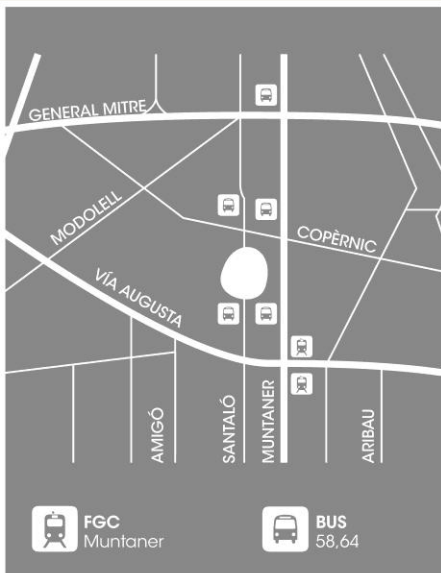 GENERAL MITRE
MODOLELL
COPÈRNIC
VÍA AUGUSTA
AMIGÓ
SANTALÓ
MUNTANER
ARIBAU
FGC
Muntaner
BUS
58,64